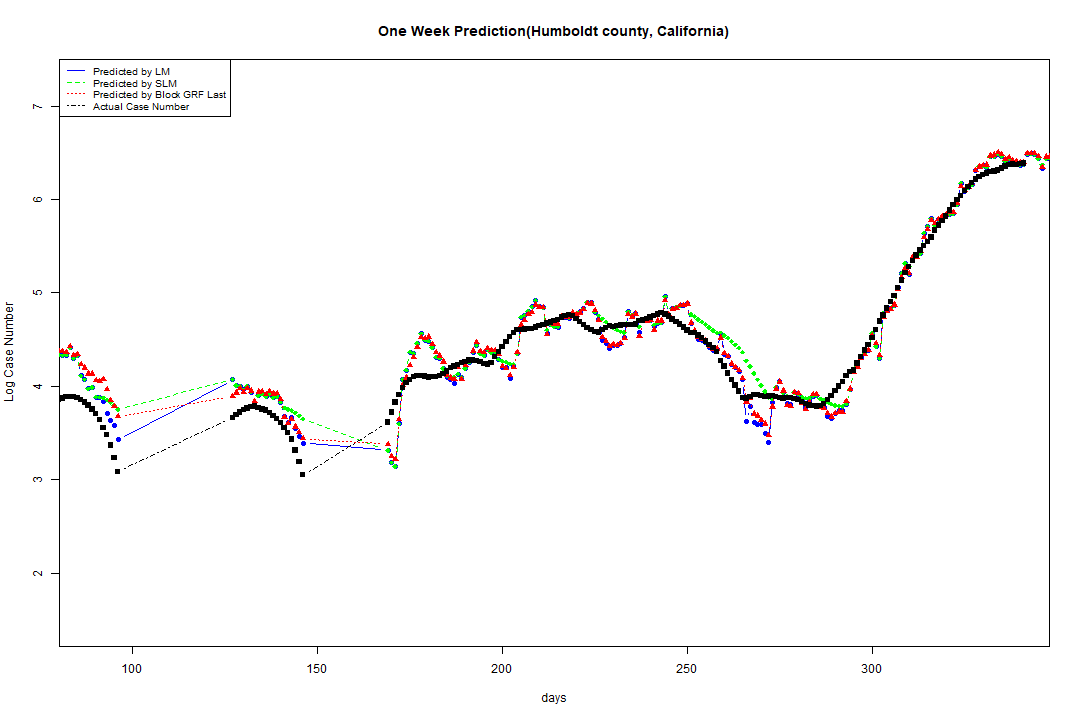 One Week Prediction(Humboldt county, California)
Predicted by LM
Predicted by SLM
Predicted by Block GRF Last
Actual Case Number
7
6
5
4
3
2
Log Case Number
100 150 200 250 300
days